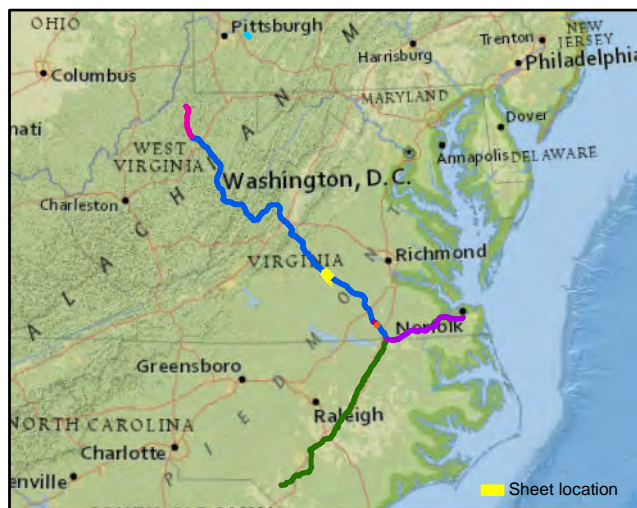 OHIO
Pittsburgh
NEW
JERSEY
Trenton
Harrisburg
Philadelphia
Columbus
MARYLAND
nati
Dover
WEST
VIRGINIA
Annapolis
DELAWARE
Washington, D.C.
Charleston
Richmond
VIRGINIA
Norfolk
Greensboro
Raleigh
NORTH CAROLINA
Charlotte
enville
P I E D M O N T
Sheet location